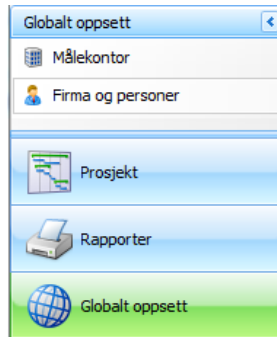 Globalt oppsett
Målekontor
Firma og personer
Prosjekt
Rapporter
Globalt oppsett